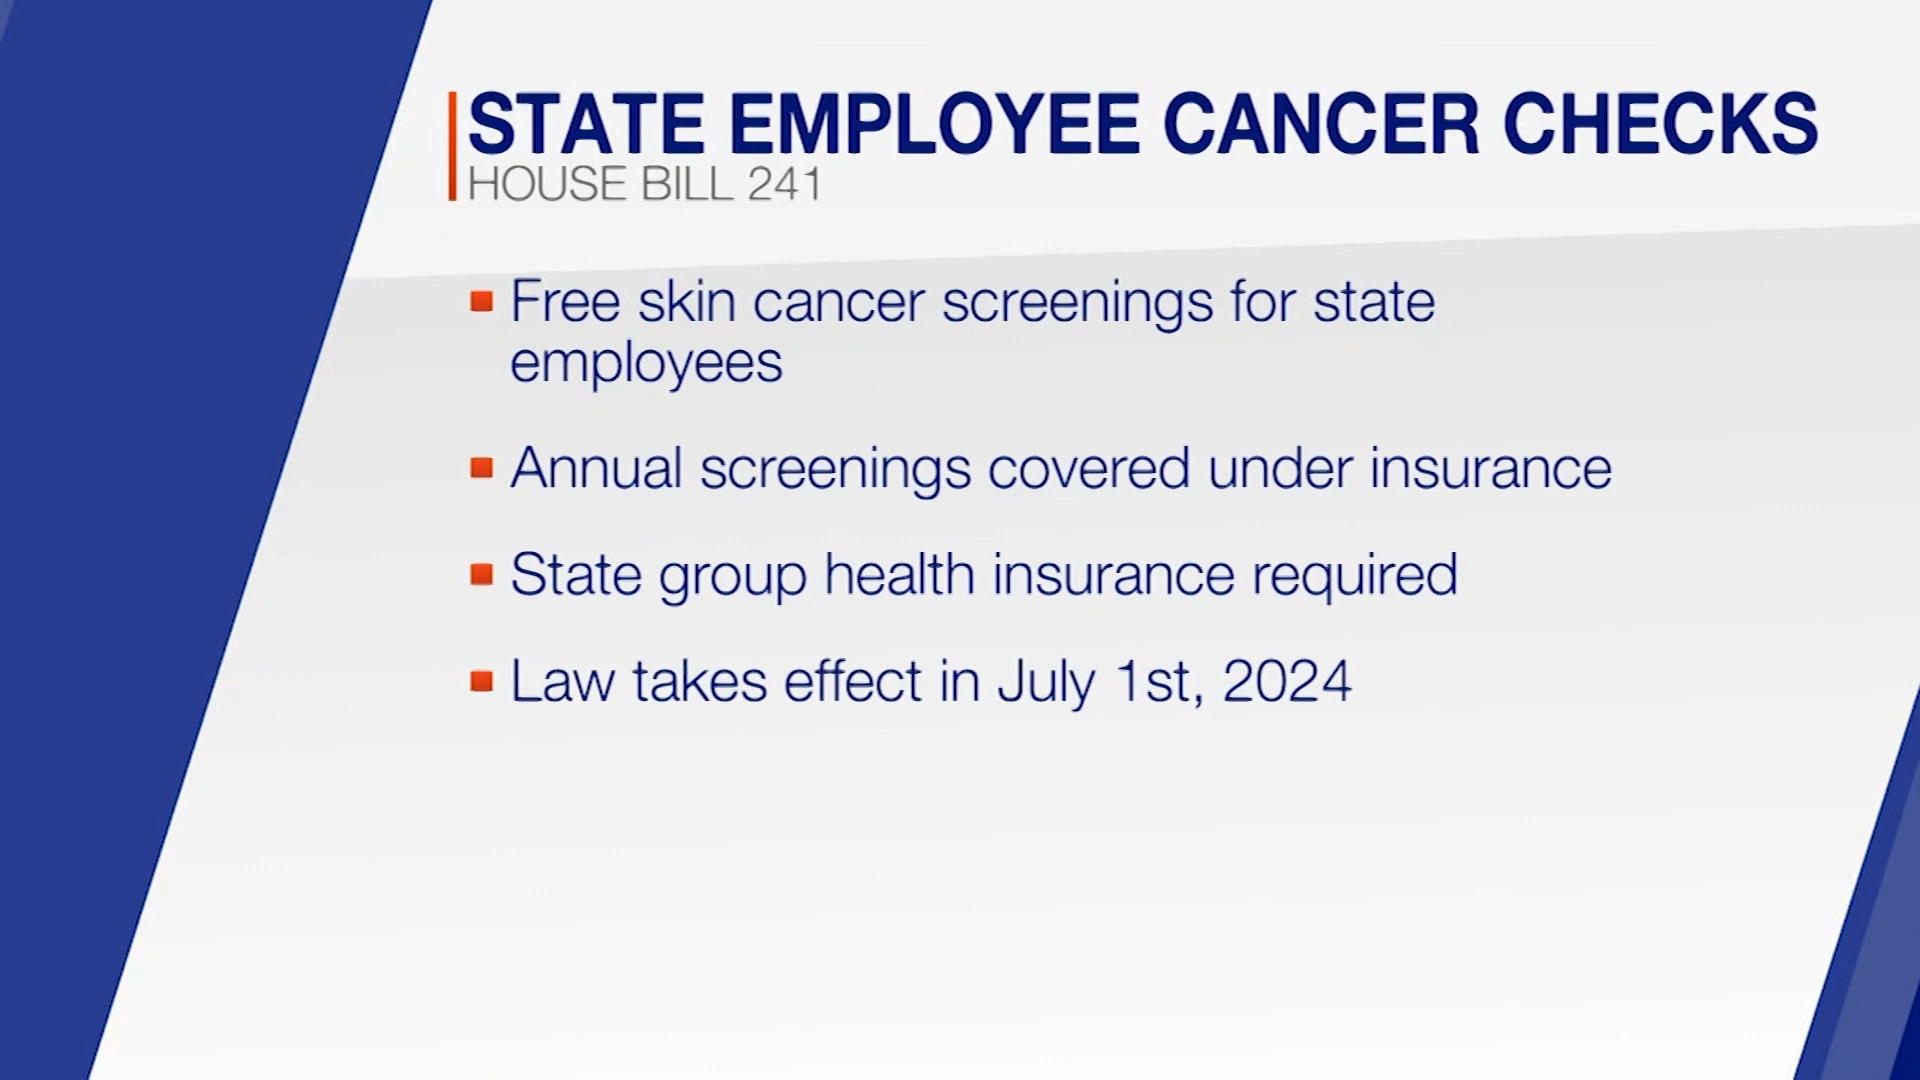 STATE EMPLOYEE CANCER CHECKS
HOUSE BILL 241
Free skin cancer screenings for state
employees
Annual screenings covered under insurance
State group health insurance required
Law takes effect in July 1st, 2024